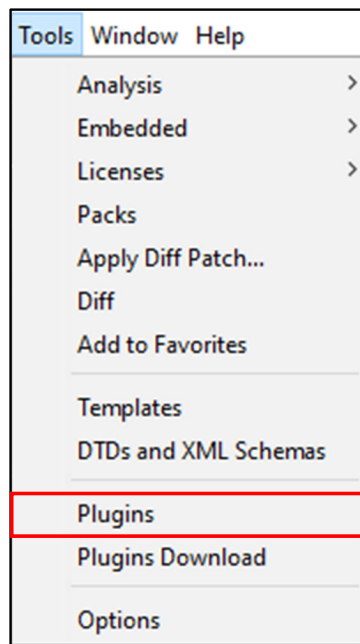 Tools Window Help
Analysis
Embedded
Licenses
Packs
Apply Diff Patch...
Diff
Add to Favorites
Templates
DTDs and XML Schemas
Plugins
Plugins Download
Options